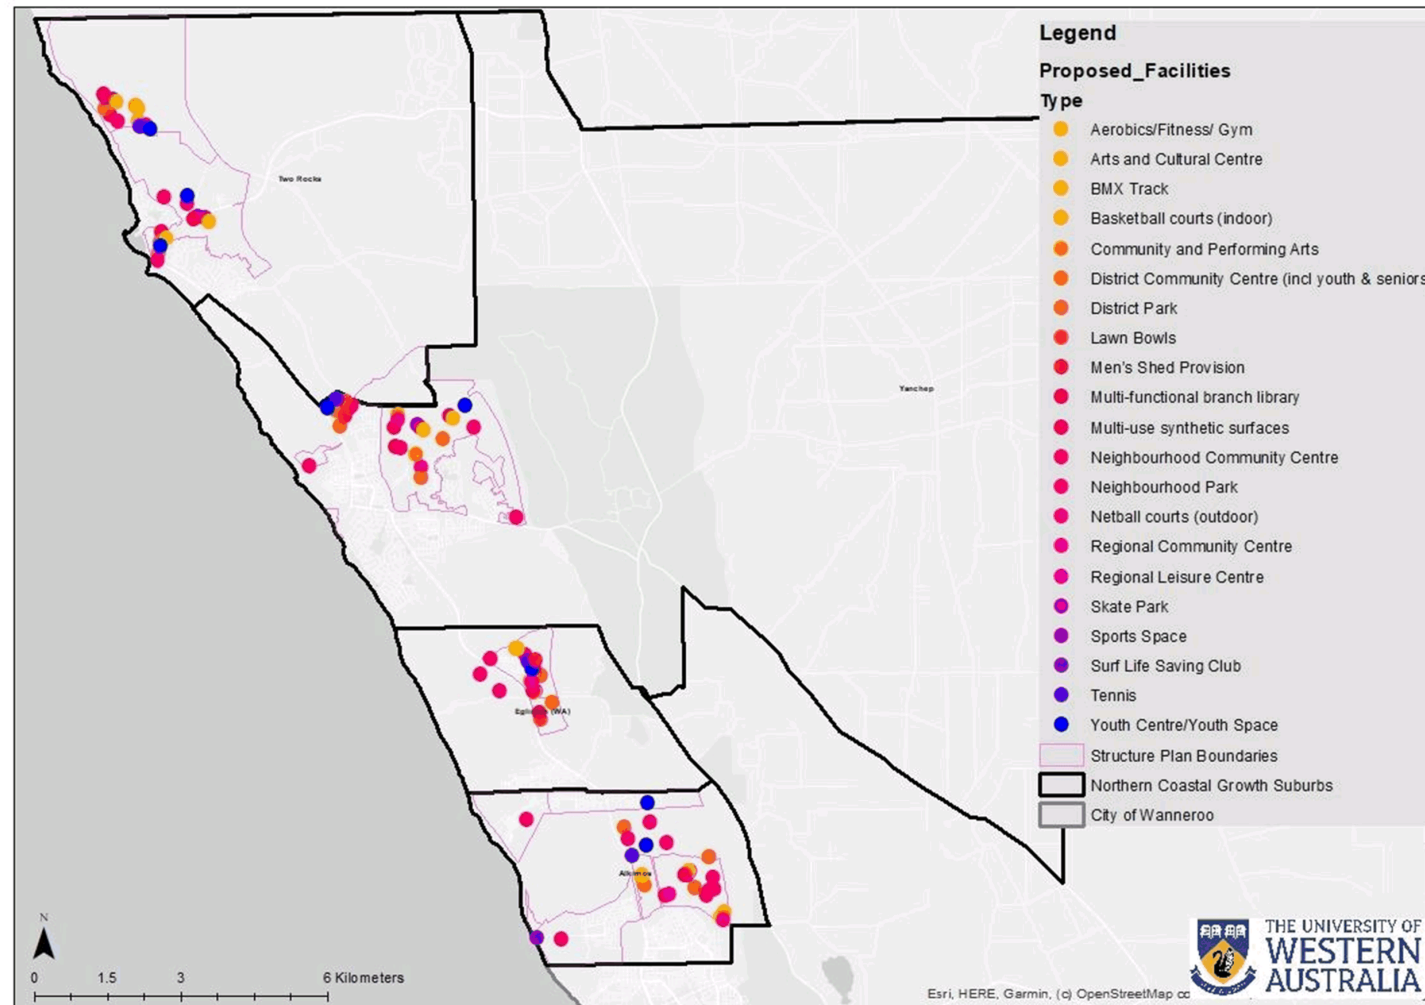 Legend
Proposed_Facilities
Type
Aerobics/Fitness/ Gym
Arts and Cultural Centre
BMX Track
Basketball courts (indoor)
Community and Performing Arts
District Community Centre (incl youth & seniors
District Park
Lawn Bowls
Men's Shed Provision
Multi-functional branch library
Multi-use synthetic surfaces
Neighbourhood Community Centre
Neighbourhood Park
Netball courts (outdoor)
Regional Community Centre
Regional Leisure Centre
Skate Park
Sports Space
Surf Life Saving Club
Tennis
Youth Centre/Youth Space
Structure Plan Boundaries
Northern Coastal Growth Suburbs
City of Wanneroo
Two Rocks
Yanchep
(WA)
N
0 1.5 3 6 Kilometers
Esri, HERE, Garmin, (c) OpenStreetMap
THE UNIVERSITY OF
WESTERN
AUSTRALIA